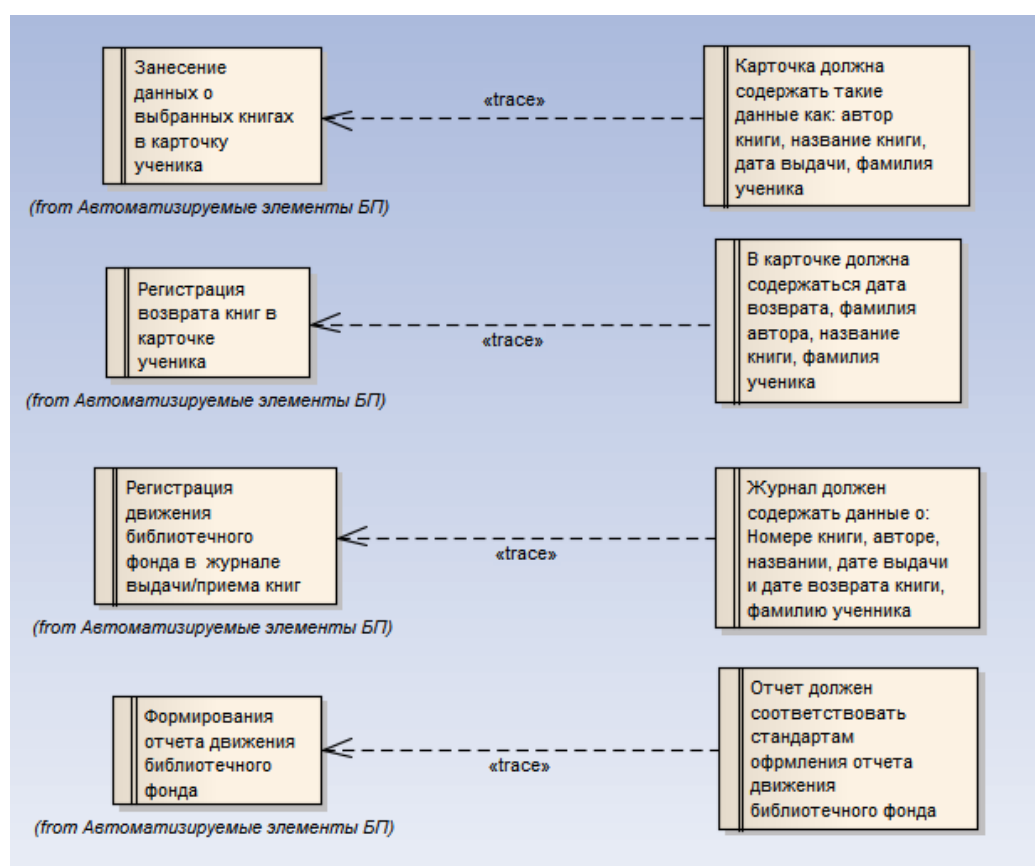 Занесение
данных о
выбранных книгах
в карточку
ученика
(from Автоматизируемые элементы БП)
«trace»
Карточка должна
содержать такие
данные как: автор
книги, название книги,
дата выдачи, фамилия
ученика
Регистрация
возврата книг в
карточке
ученика
(from Автоматизируемые элементы БП)
«trace»
В карточке должна
содержаться дата
возврата, фамилия
автора, название
книги, фамилия
ученика
Регистрация
движения
библиотечного
фонда в журнале
выдачи/приема книг
(from Автоматизируемые элементы БП)
«trace»
Журнал должен
содержать данные о:
Номере книги, авторе,
названии, дате выдачи
и дате возврата книги,
фамилию ученника
Формирования
отчета движения
библиотечного
фонда
(from Автоматизируемые элементы БП)
«trace»
Отчет должен
соответствовать
стандартам
офрмления отчета
движения
библиотечного фонда